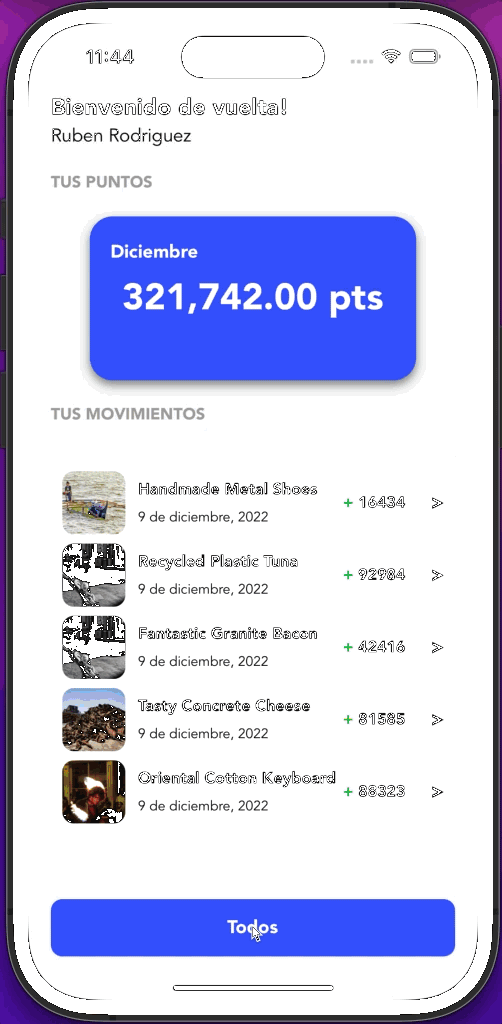 11:44
Bienvenido de vuelta!
Ruben Rodriguez
TUS PUNTOS
Diciembre
321,742.00 pts
TUS MOVIMIENTOS
Handmade Metal Shoes
9 de diciembre, 2022
+ 16434 >
Recycled Plastic Tuna
9 de diciembre, 2022
+ 92984 >
Fantastic Granite Bacon
9 de diciembre, 2022
+ 42416 >
Tasty Concrete Cheese
9 de diciembre, 2022
+ 81585 >
Oriental Cotton Keyboard
9 de diciembre, 2022
+ 88323 >
Todos